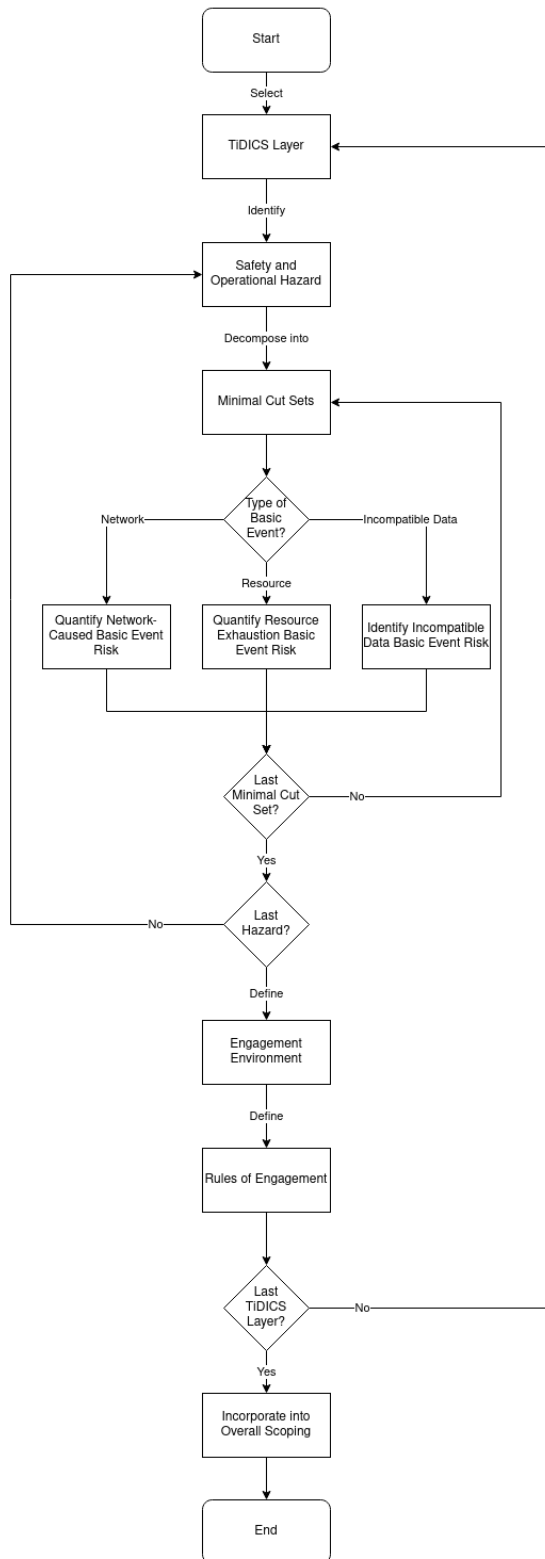 Start
Select
TiDICS Layer
Identify
Safety and
Operational Hazard
Decompose into
Minimal Cut Sets
Type of
Basic
Event?
Network
Incompatible Data
Resource
Quantify Network-
Caused Basic Event
Risk
Quantify Resource
Exhaustion Basic
Event Risk
Identify Incompatible
Data Basic Event Risk
Last
Minimal Cut
Set?
No
Yes
Last
Hazard?
No
Define
Engagement
Environment
Define
Rules of Engagement
Last
TiDICS
Layer?
No
Yes
Incorporate into
Overall Scoping
End